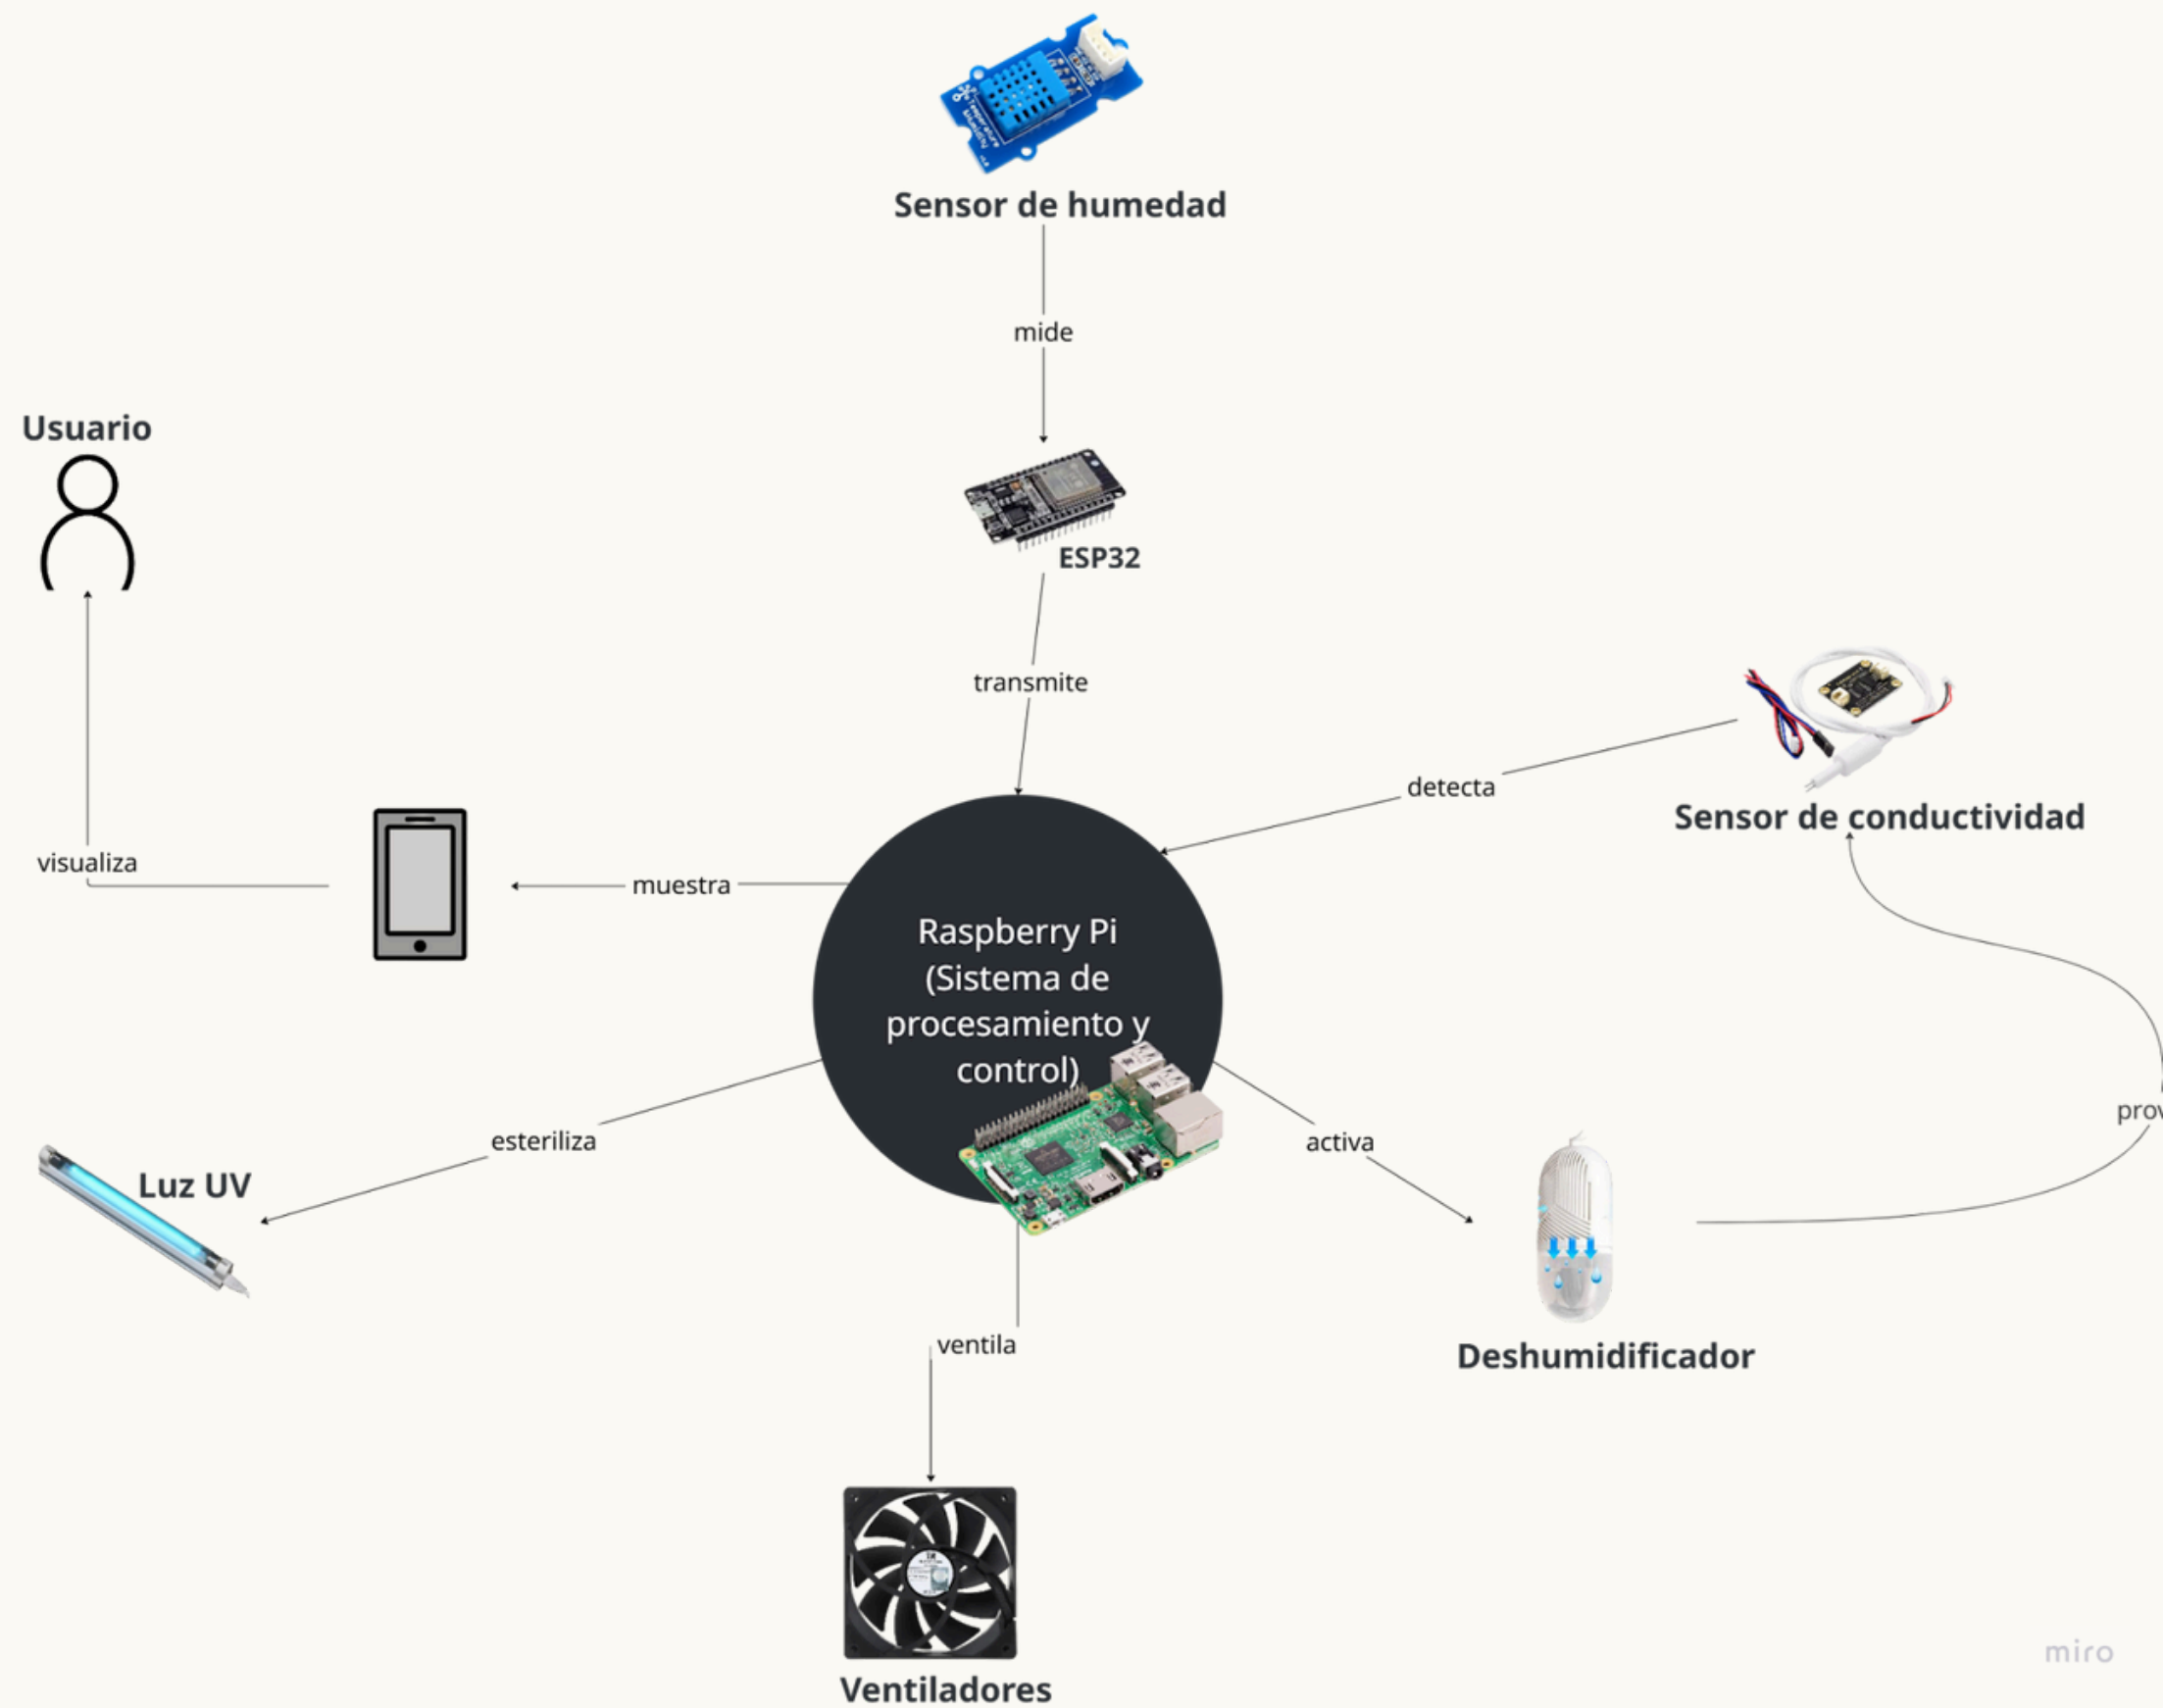 Sensor de humedad
mide
Usuario
ESP32
transmite
detecta
Sensor de conductividad
visualiza
muestra
Raspberry Pi
(Sistema de
procesamiento y
control)
prov
esteriliza
activa
Luz UV
ventila
Deshumidificador
miro
Ventiladores